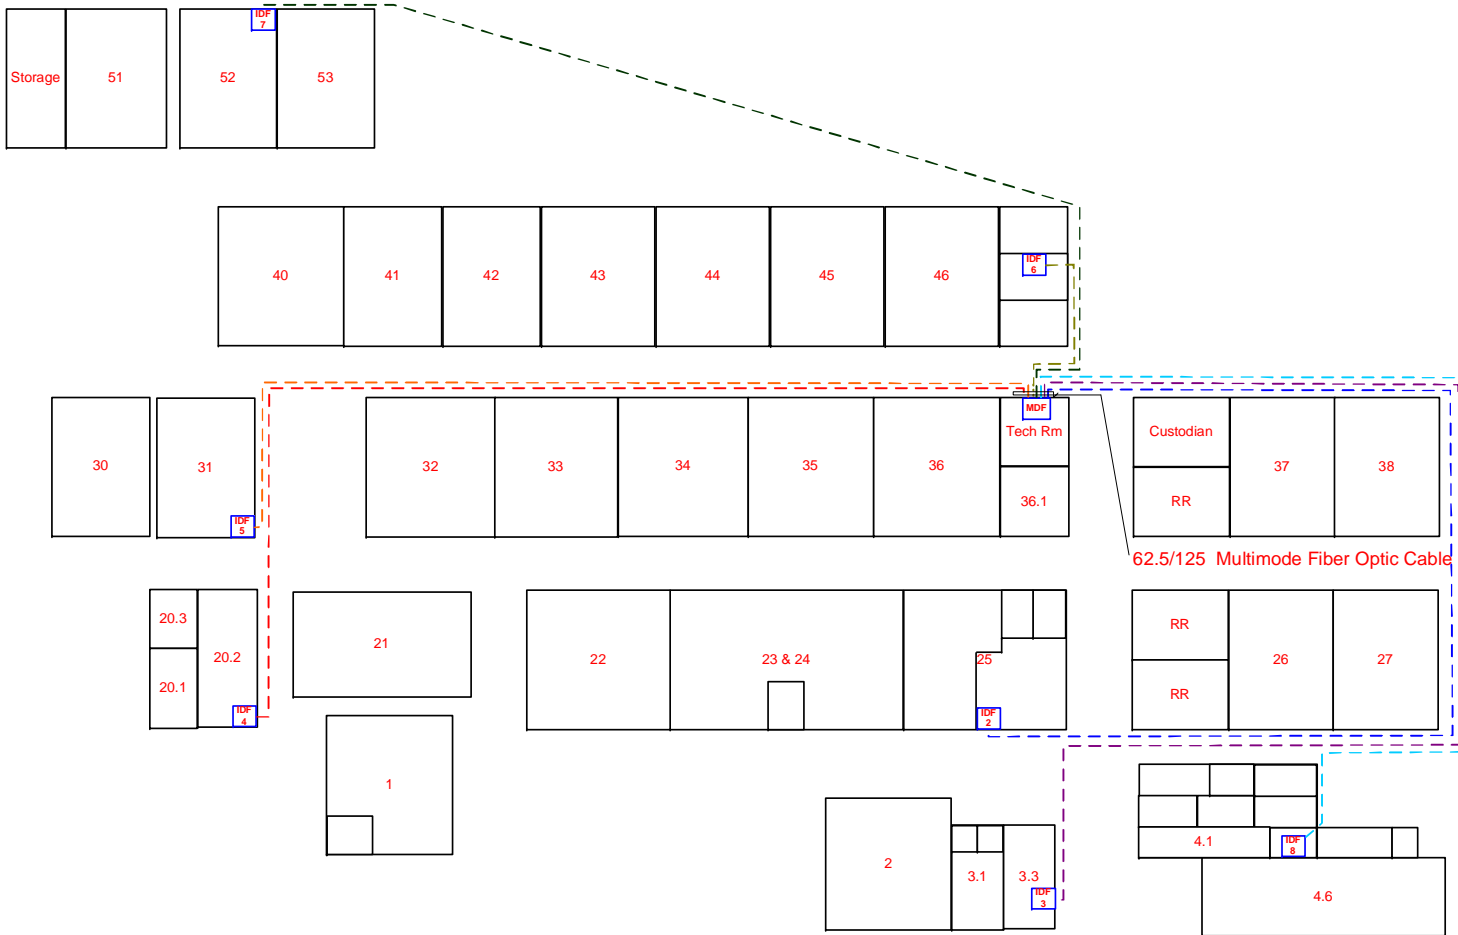 IDF
7
Storage
51
52
53
40
41
42
43
44
45
46
IDF
6
30
31
IDF
5
32
33
34
35
36
MDF
Tech Rm
36.1
Custodian
RR
37
38
62.5/125 Multimode Fiber Optic Cable
20.3
20.2
20.1
IDF
4
21
22
23 & 24
25
IDF
2
RR
RR
26
27
1
2
3.1
3.3
IDF
3
4.1
IDF
8
4.6